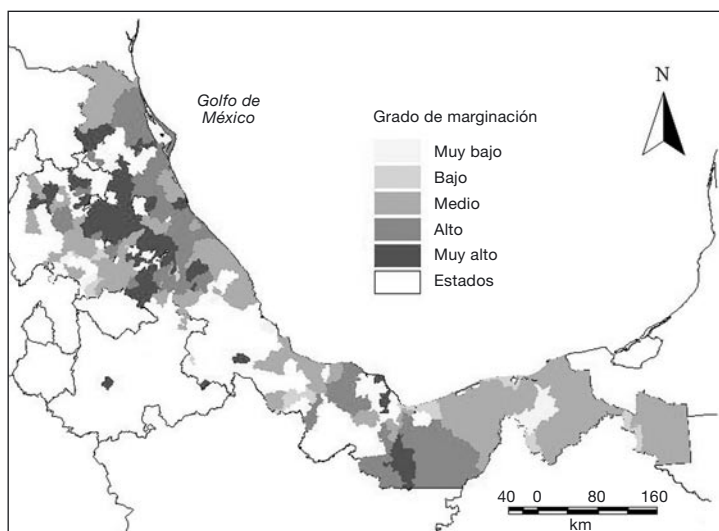 Golfo de
México
N
Grado de marginación
Muy bajo
Bajo
Medio
Alto
Muy alto
Estados
40 0 80 160
km